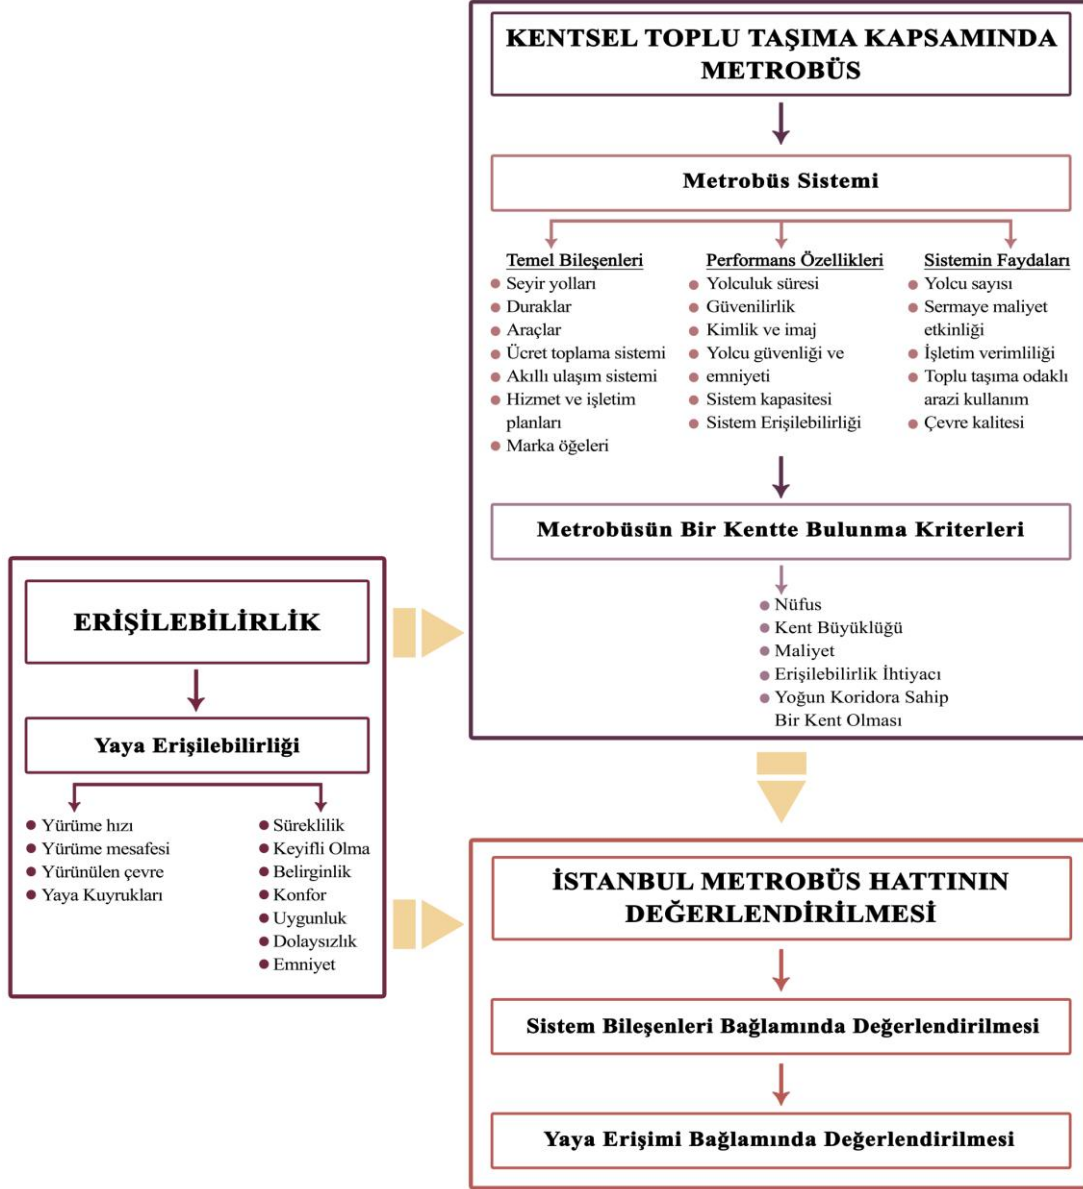 KENTSEL TOPLU TAŞIMA KAPSAMINDA
METROBÜS
Metrobüs Sistemi
Temel Bileşenleri
Seyir yolları
Duraklar
Araçlar
Ücret toplama sistemi
Akıllı ulaşım sistemi
Hizmet ve işletim
planları
Marka öğeleri
Performans Özellikleri
Yolculuk süresi
Güvenilirlik
Kimlik ve imaj
Yolcu güvenliği ve
emniyeti
Sistem kapasitesi
Sistem Erişilebilirliği
Sistemin Faydaları
Yolcu sayısı
Sermaye maliyet
etkinliği
İşletim verimliliği
Toplu taşıma odaklı
arazi kullanım
Çevre kalitesi
Metrobüsün Bir Kentte Bulunma Kriterleri
Nüfus
Kent Büyüklüğü
Maliyet
Erişilebilirlik İhtiyacı
Yoğun Koridora Sahip
Bir Kent Olması
ERİŞİLEBİLİRLİK
Yaya Erişilebilirliği
Yürüme hızı
Yürüme mesafesi
Yürünülen çevre
Yaya Kuyrukları
Süreklilik
Keyifli Olma
Belirginlik
Konfor
Uygunluk
Dolaysızlık
Emniyet
İSTANBUL METROBÜS HATTININ
DEĞERLENDİRİLMESİ
Sistem Bileşenleri Bağlamında Değerlendirilmesi
Yaya Erişimi Bağlamında Değerlendirilmesi